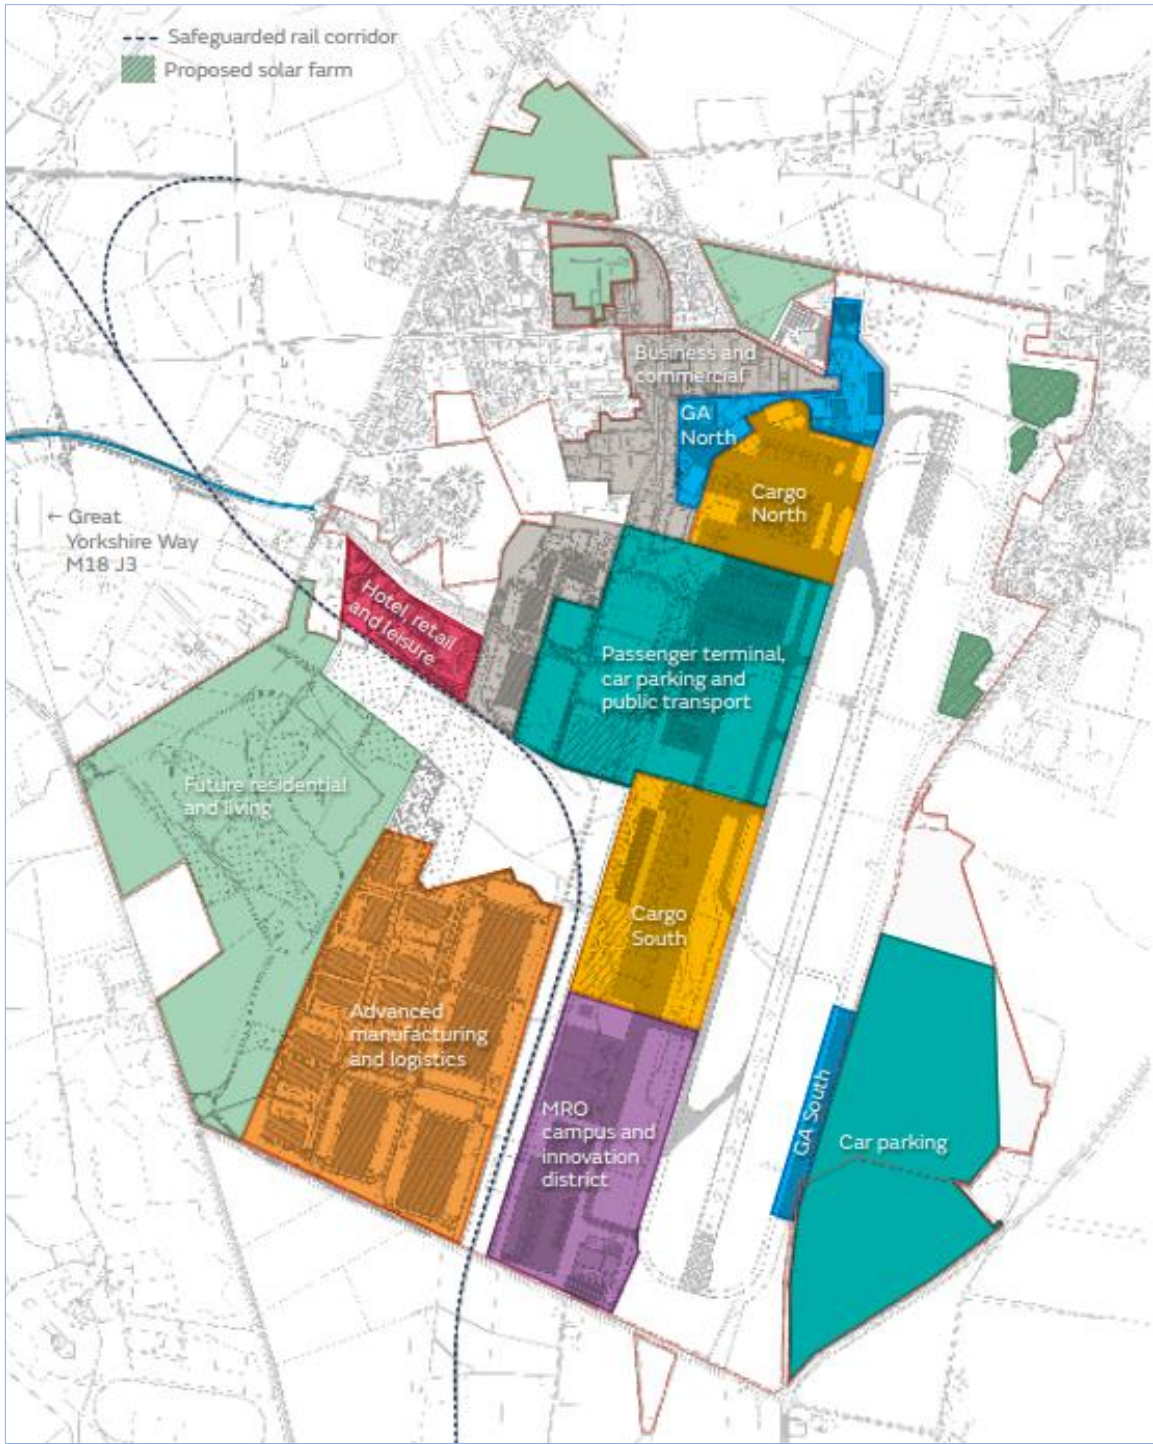 Safeguarded rail corridor
Proposed solar farm
Business and
commercial
GA
North
Cargo
North
← Great
Yorkshire Way
M18 J3
Hotel, retail
and leisure
Passenger terminal,
car parking and
public transport
Future residential
and living
Cargo
South
Advanced
manufacturing
and logistics
MRO
campus and
innovation
district
GA South
Car parking